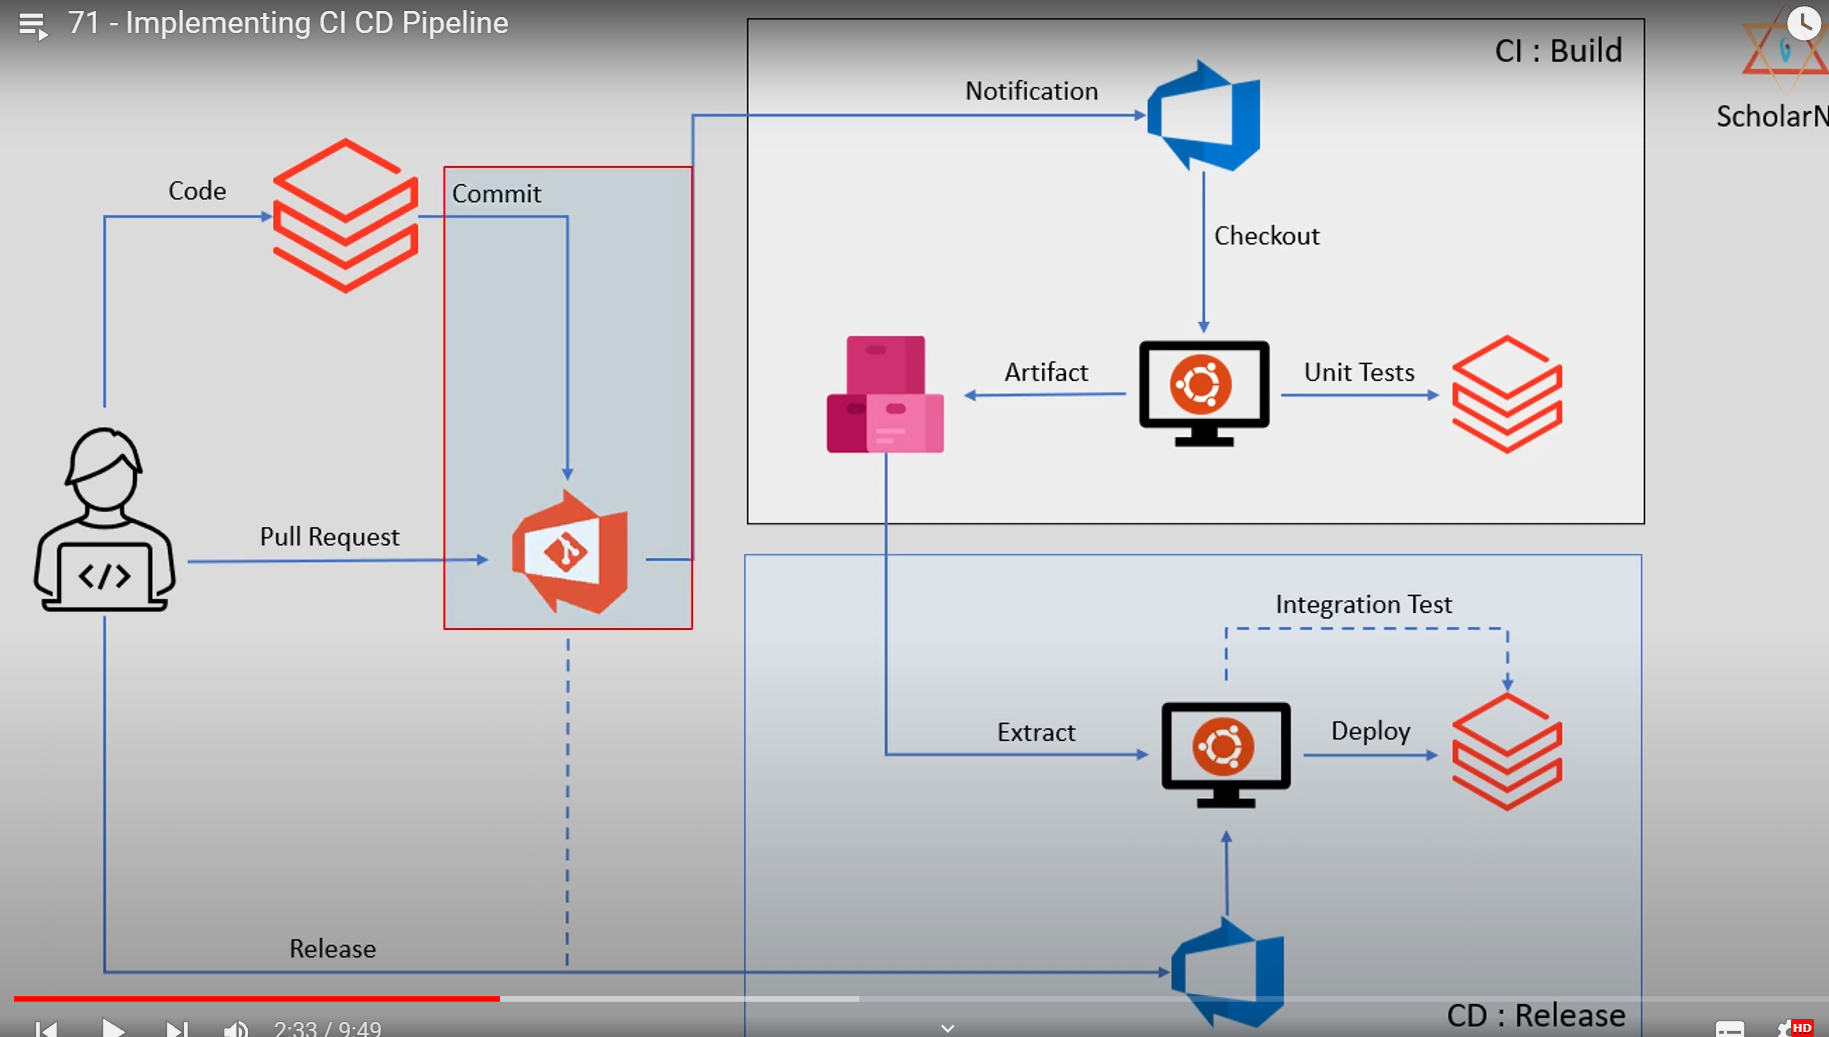 71 - Implementing CI CD Pipeline
CI : Build
Notification
ScholarN
Code
Commit
Checkout
Artifact
Unit Tests
Pull Request
</>
Integration Test
Extract
Deploy
Release
CD : Release
2:33 / 9:49
HD